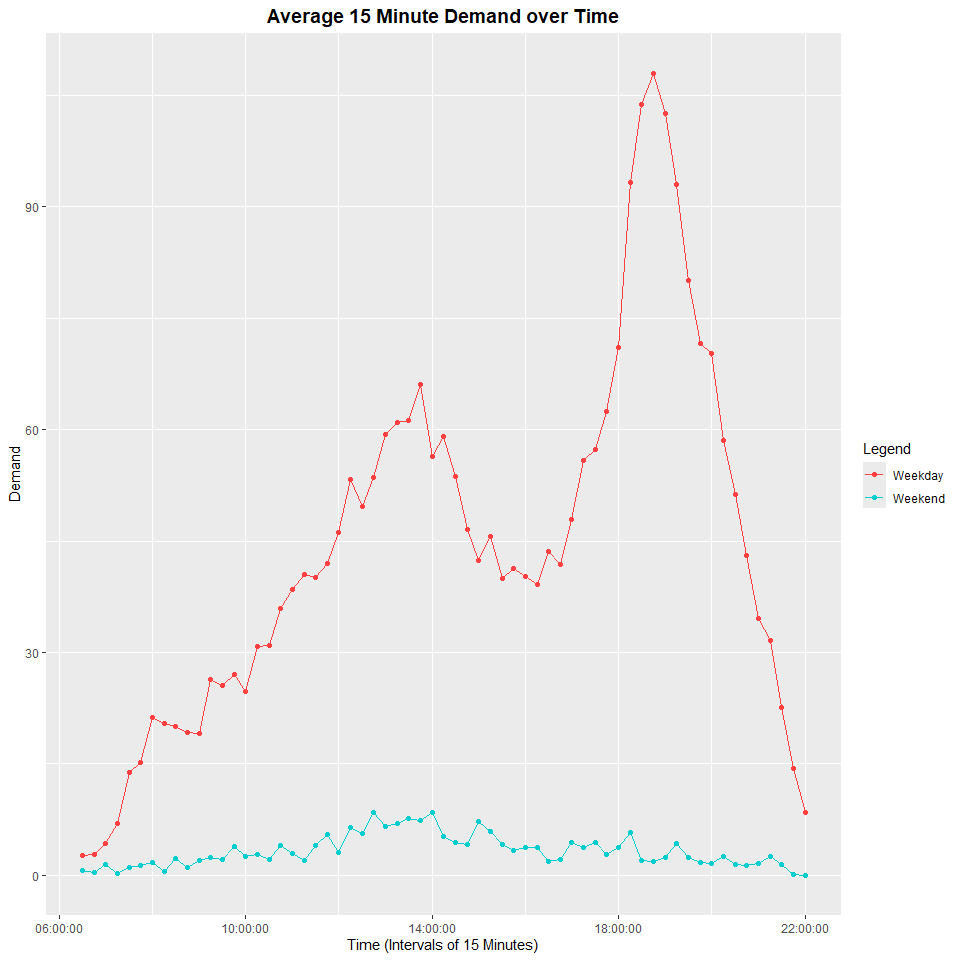 Average 15 Minute Demand over Time
Demand
90
60
30
0
06:00:00
10:00:00
14:00:00
18:00:00
22:00:00
Time (Intervals of 15 Minutes)
Legend
Weekday
Weekend